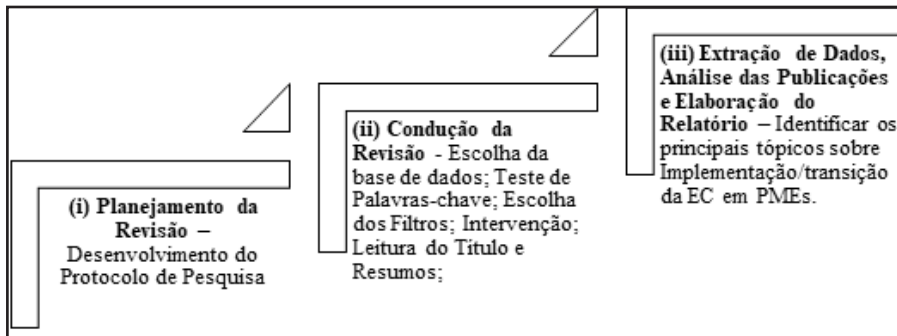 (i) Planejamento da
Revisão –
Desenvolvimento do
Protocolo de Pesquisa
(ii) Condução da
Revisão - Escolha da
base de dados; Teste de
Palavras-chave; Escolha
dos Filtros; Intervenção;
Leitura do Título e
Resumos;
(iii) Extração de Dados,
Análise das Publicações
e Elaboração do
Relatório – Identificar os
principais tópicos sobre
Implementação/transição
da EC em PMEs.